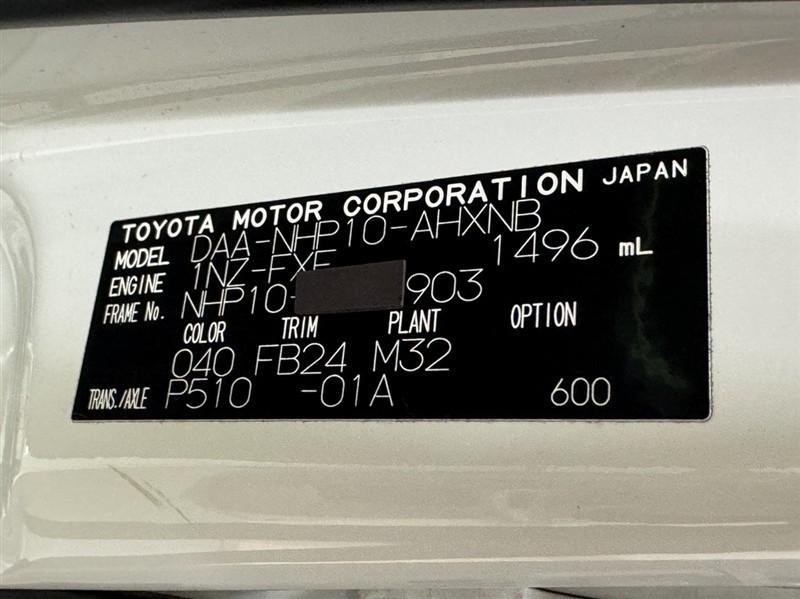 TOYOTA MOTOR CORPORATION JAPAN
MODEL DAA-NHP10-AHXNB
ENGINE 1NZ-FXE 1496 mL
FRAME No. NHP10- 903
COLOR TRIM PLANT OPTION
040 FB24 M32
TRANS./AXLE P510 -01A 600